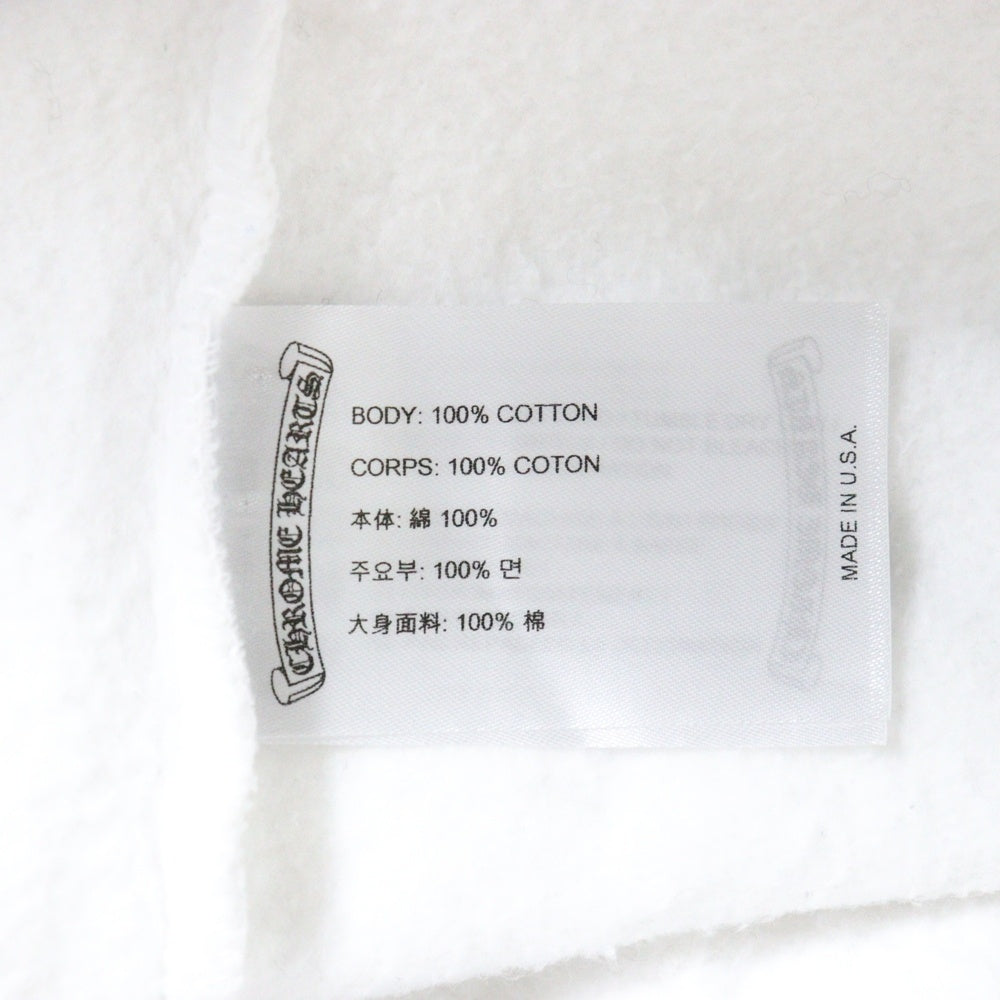 CHROME HEARTS
BODY: 100% COTTON
CORPS: 100% COTON
本体: 綿 100%
주요부: 100% 면
大身面料: 100% 棉
MADE IN U.S.A.